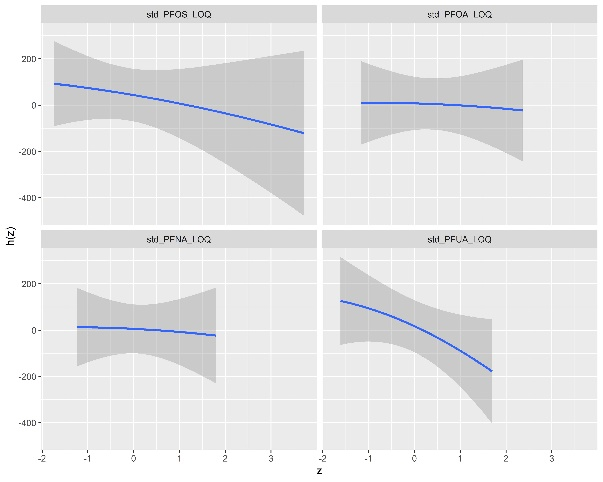 std_PFOS_LOQ
std_PFOA_LOQ
200
0
-200
-400
std_PFNA_LOQ
std_PFUA_LOQ
200
0
-200
-400
h(z)
-2 -1 0 1 2 3
-2 -1 0 1 2 3
z